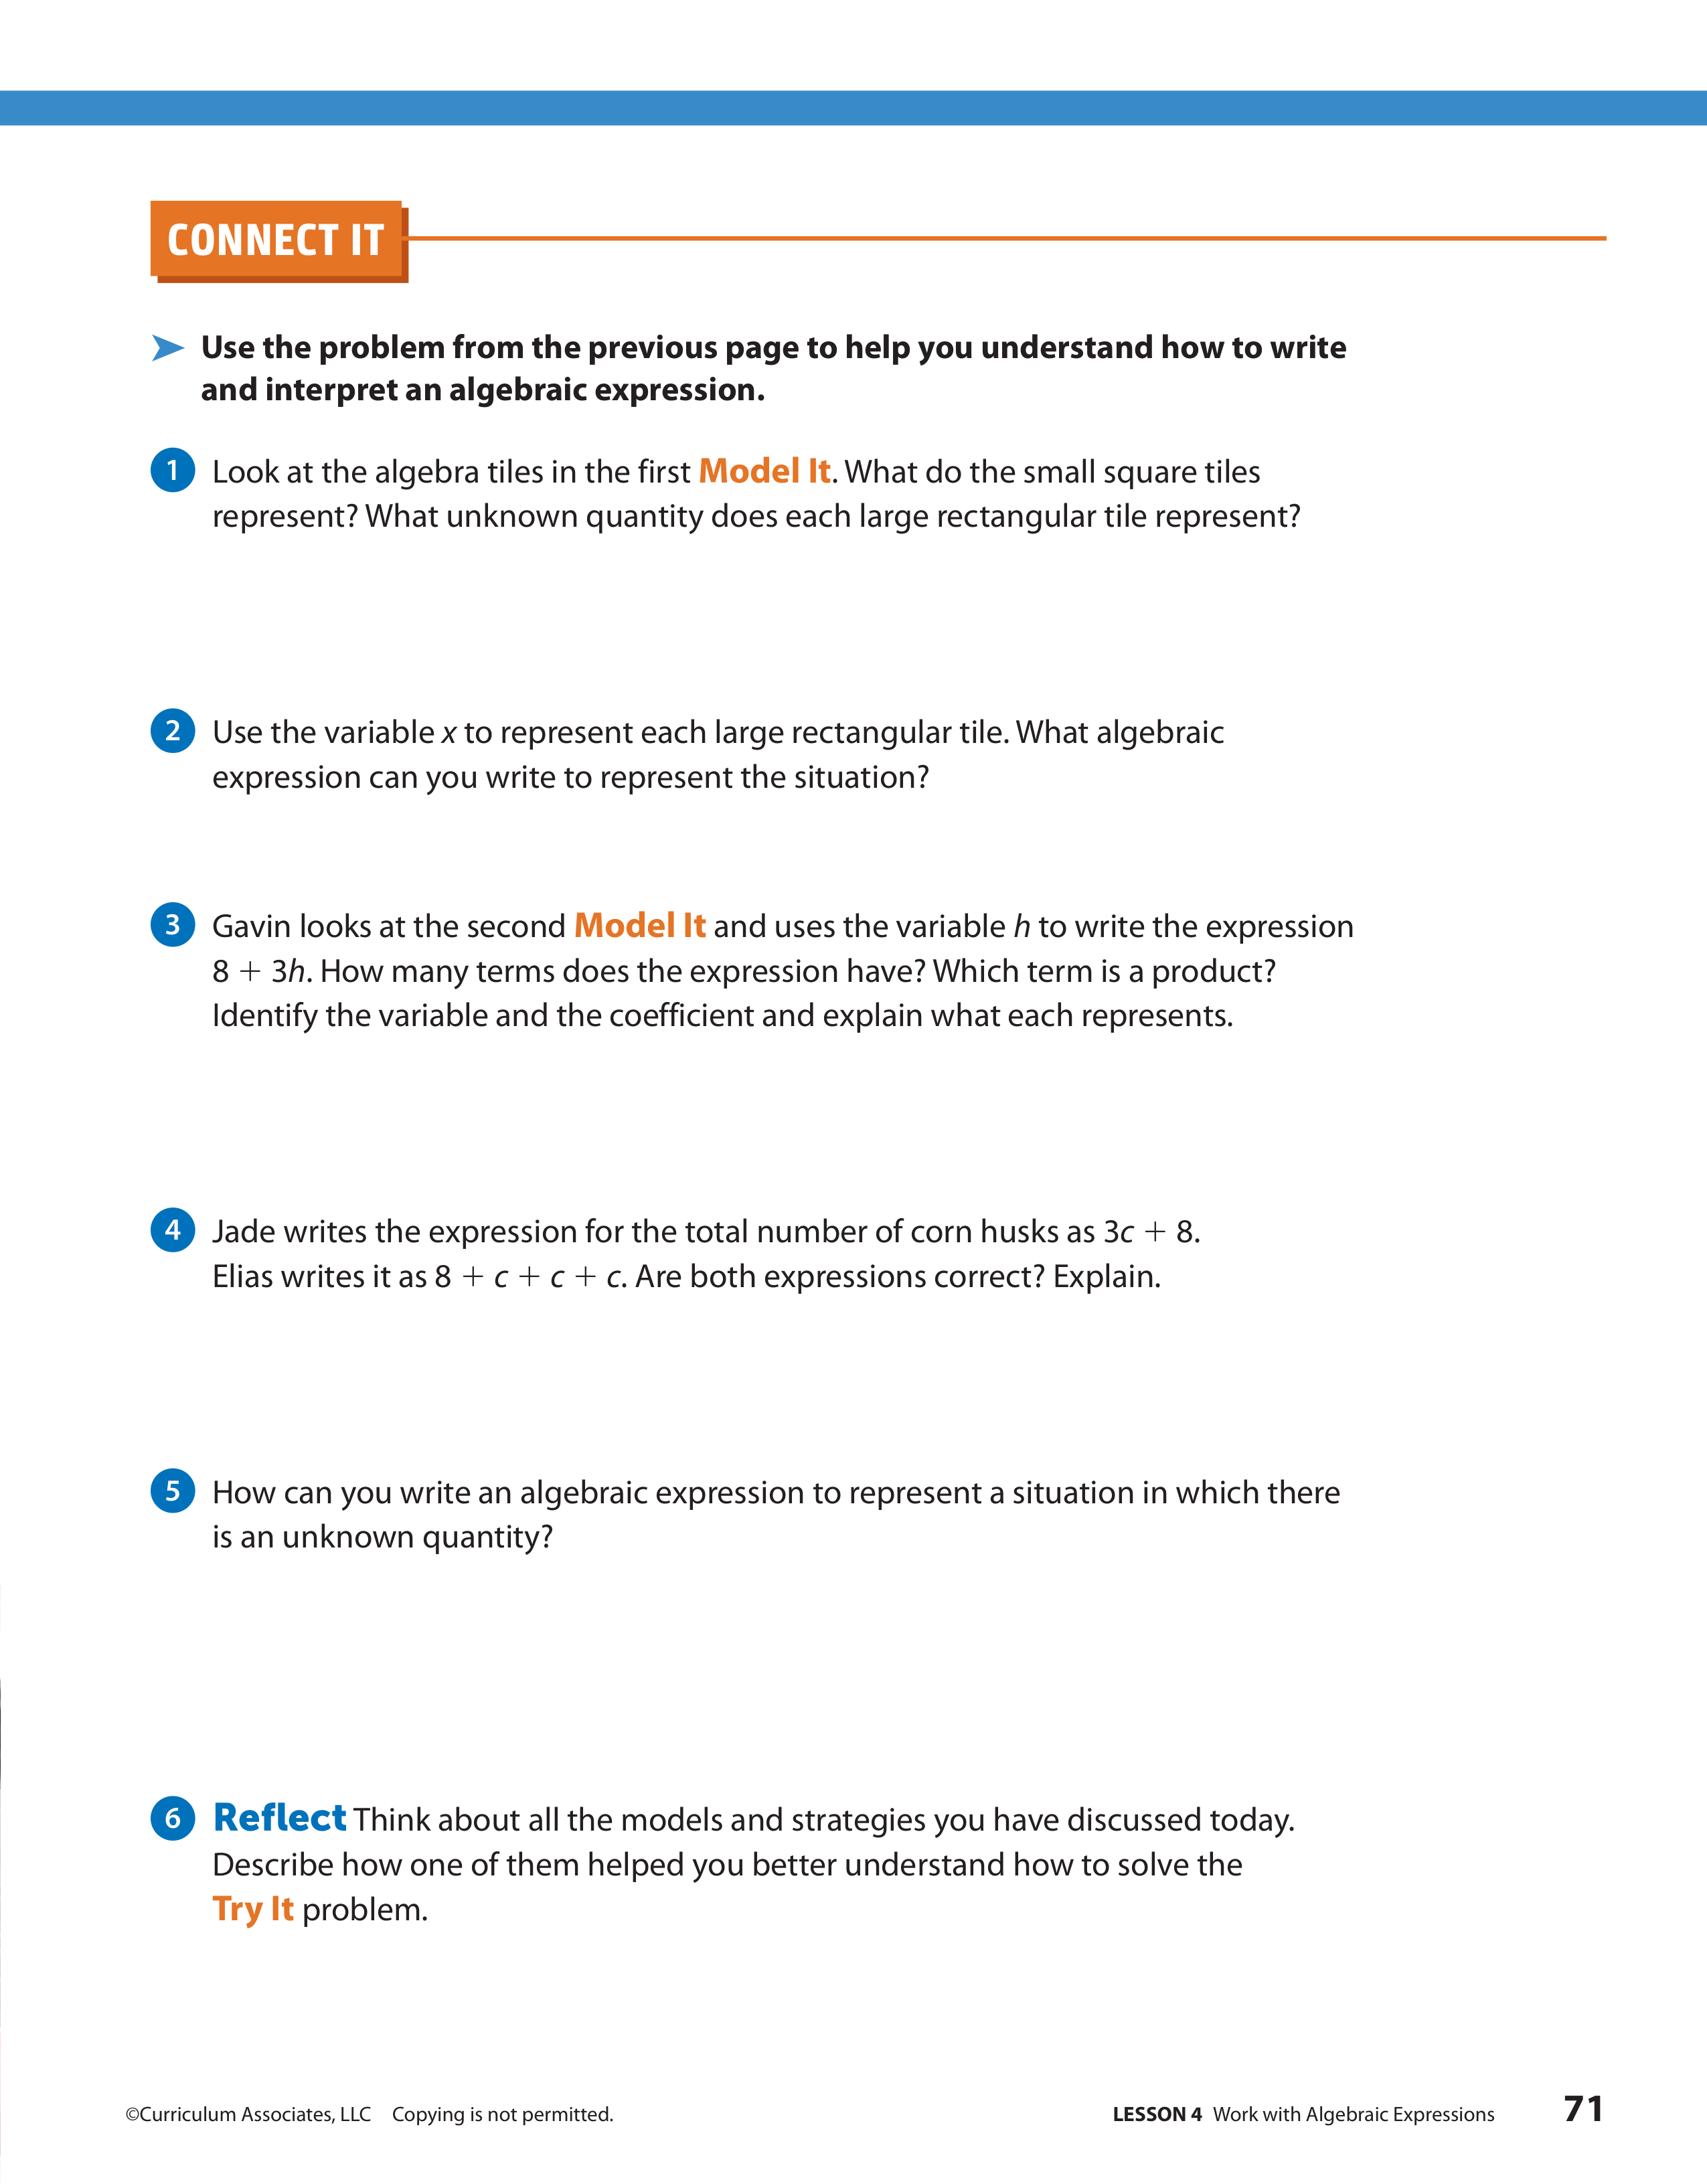 CONNECT IT
Use the problem from the previous page to help you understand how to write
and interpret an algebraic expression.
1 Look at the algebra tiles in the first Model It. What do the small square tiles
represent? What unknown quantity does each large rectangular tile represent?
2 Use the variable x to represent each large rectangular tile. What algebraic
expression can you write to represent the situation?
3 Gavin looks at the second Model It and uses the variable h to write the expression
8 + 3h. How many terms does the expression have? Which term is a product?
Identify the variable and the coefficient and explain what each represents.
4 Jade writes the expression for the total number of corn husks as 3c + 8.
Elias writes it as 8 + c + c + c. Are both expressions correct? Explain.
5 How can you write an algebraic expression to represent a situation in which there
is an unknown quantity?
6 Reflect Think about all the models and strategies you have discussed today.
Describe how one of them helped you better understand how to solve the
Try It problem.
©Curriculum Associates, LLC Copying is not permitted. LESSON 4 Work with Algebraic Expressions 71